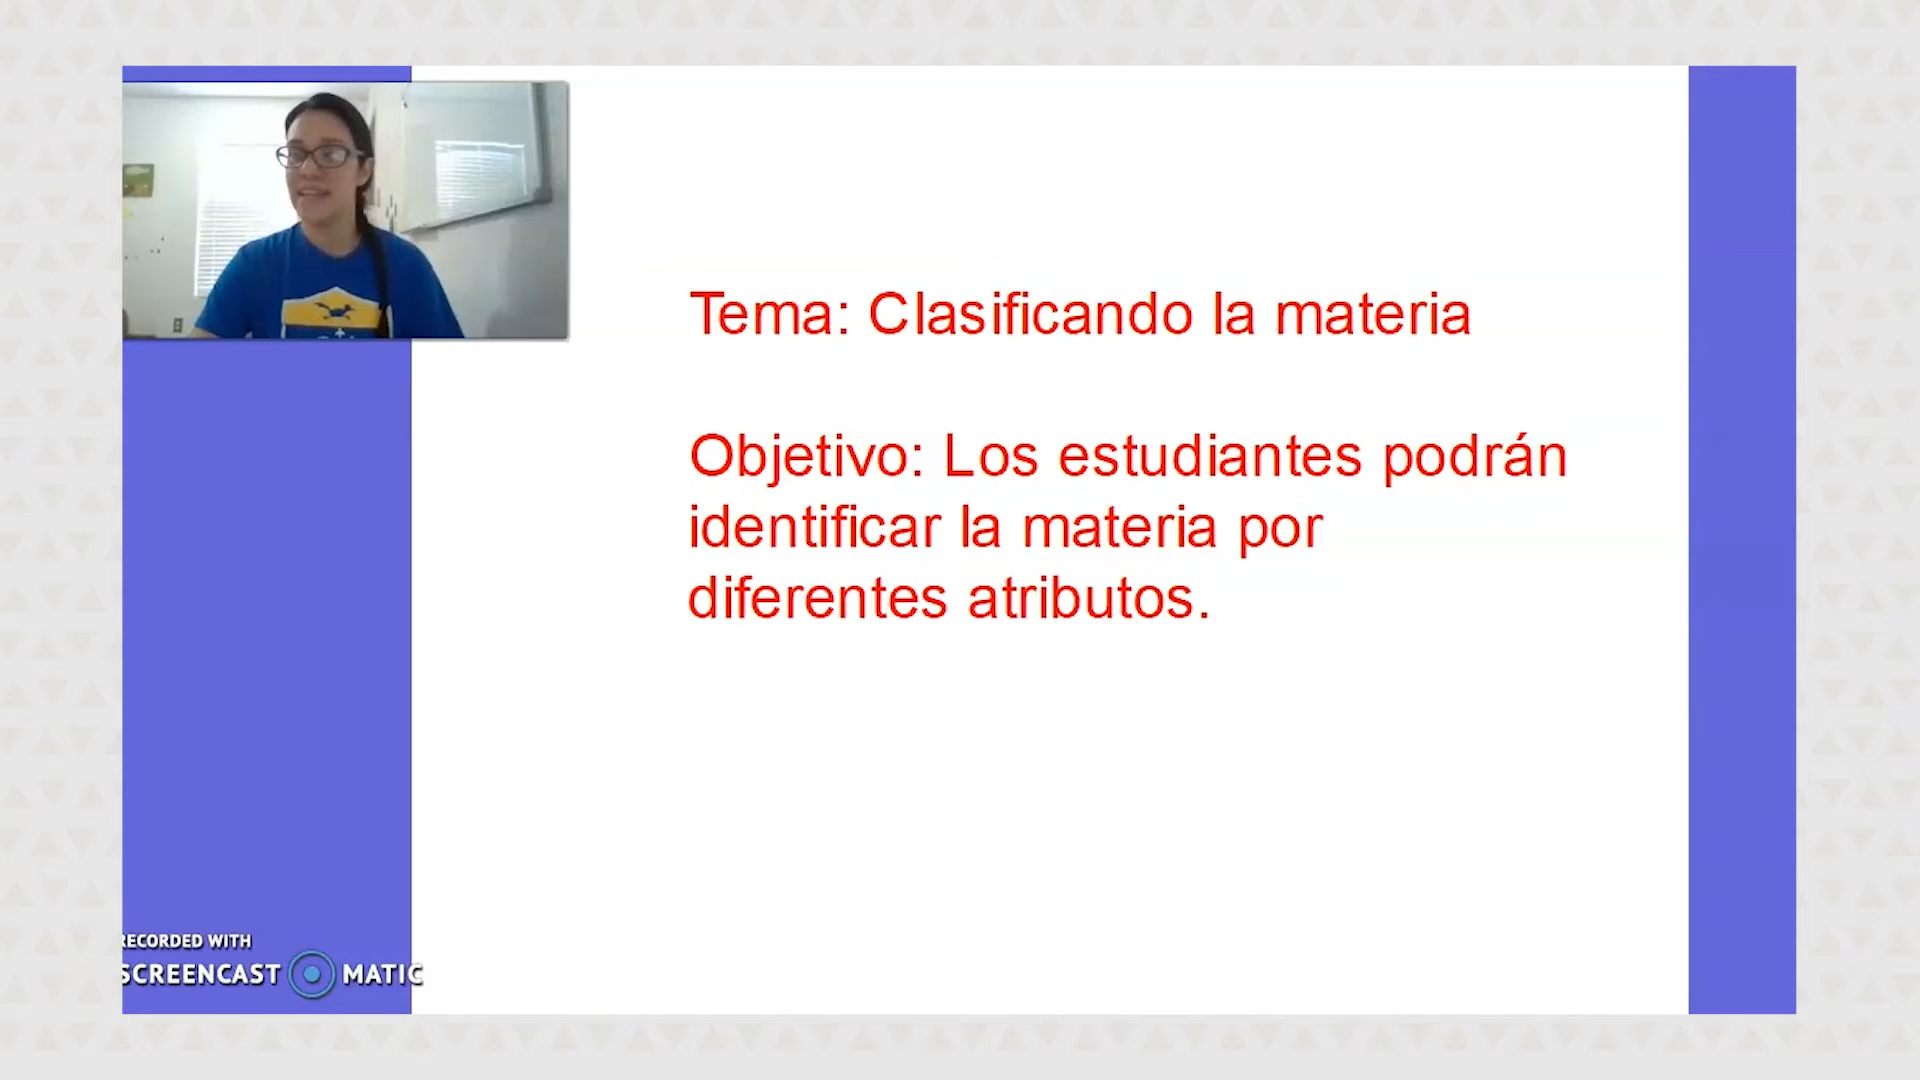 Tema: Clasificando la materia
Objetivo: Los estudiantes podrán
identificar la materia por
diferentes atributos.
RECORDED WITH
SCREENCAST MATIC